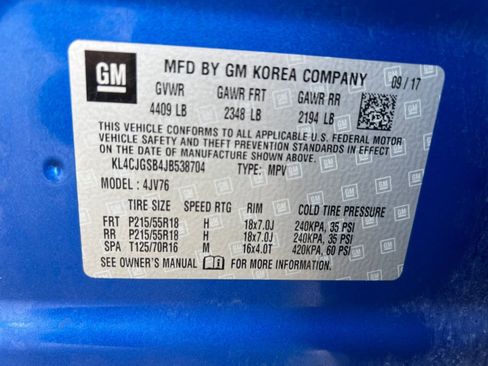 GM
MFD BY GM KOREA COMPANY
09 / 17
GVWR GAWR FRT GAWR RR
4409 LB 2348 LB 2194 LB
THIS VEHICLE CONFORMS TO ALL APPLICABLE U.S. FEDERAL MOTOR
VEHICLE SAFETY, BUMPER, AND THEFT PREVENTION STANDARDS IN EFFECT
ON THE DATE OF MANUFACTURE SHOWN ABOVE.
KL4CJGSB4JB538704 TYPE: MPV
MODEL: 4JV76
TIRE SIZE SPEED RTG RIM COLD TIRE PRESSURE
FRT P215/55R18 H 18x7.0J 240KPA, 35 PSI
RR P215/55R18 H 18x7.0J 240KPA, 35 PSI
SPA T125/70R16 M 16x4.0T 420KPA, 60 PSI
SEE OWNER'S MANUAL FOR MORE INFORMATION.